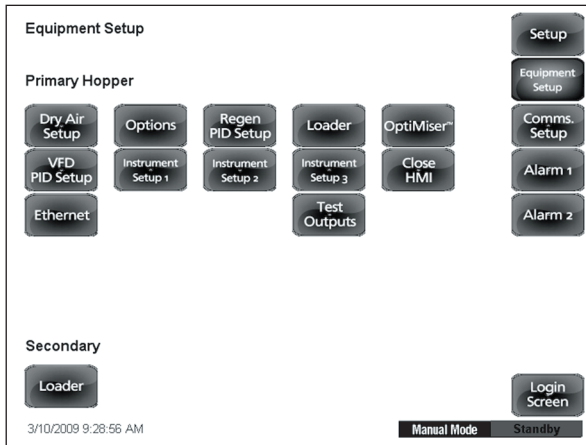 Equipment Setup
Setup
Primary Hopper
Equipment
Setup
Dry Air
Setup
Options
Regen
PID Setup
Loader
OptiMiser™
Comms.
Setup
VFD
PID Setup
Instrument
Setup 1
Instrument
Setup 2
Instrument
Setup 3
Close
HMI
Alarm 1
Ethernet
Test
Outputs
Alarm 2
Secondary
Loader
Login
Screen
3/10/2009 9:28:56 AM
Manual Mode
Standby